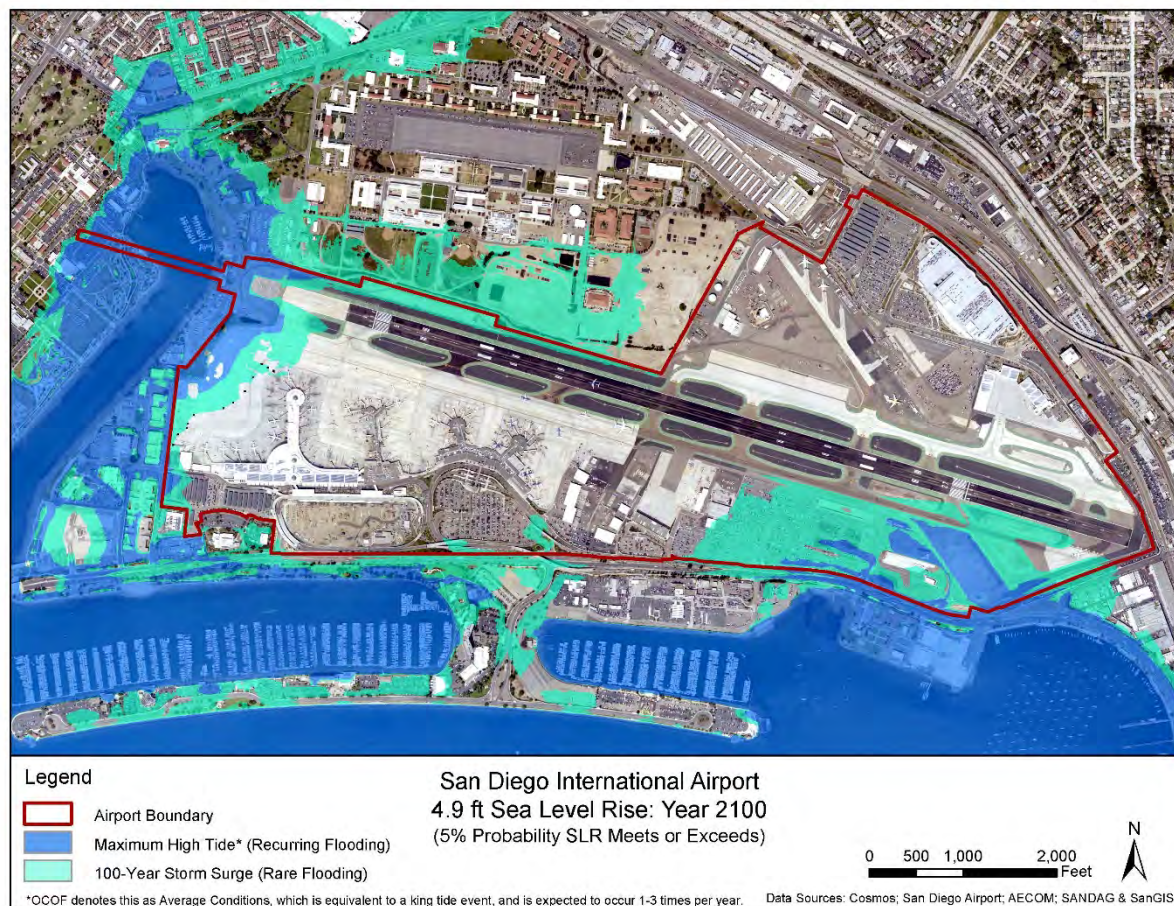 Legend
Airport Boundary
Maximum High Tide* (Recurring Flooding)
100-Year Storm Surge (Rare Flooding)
San Diego International Airport
4.9 ft Sea Level Rise: Year 2100
(5% Probability SLR Meets or Exceeds)
N
0 500 1,000 2,000
Feet
*OCOF denotes this as Average Conditions, which is equivalent to a king tide event, and is expected to occur 1-3 times per year.
Data Sources: Cosmos; San Diego Airport; AECOM; SANDAG & SanGIS